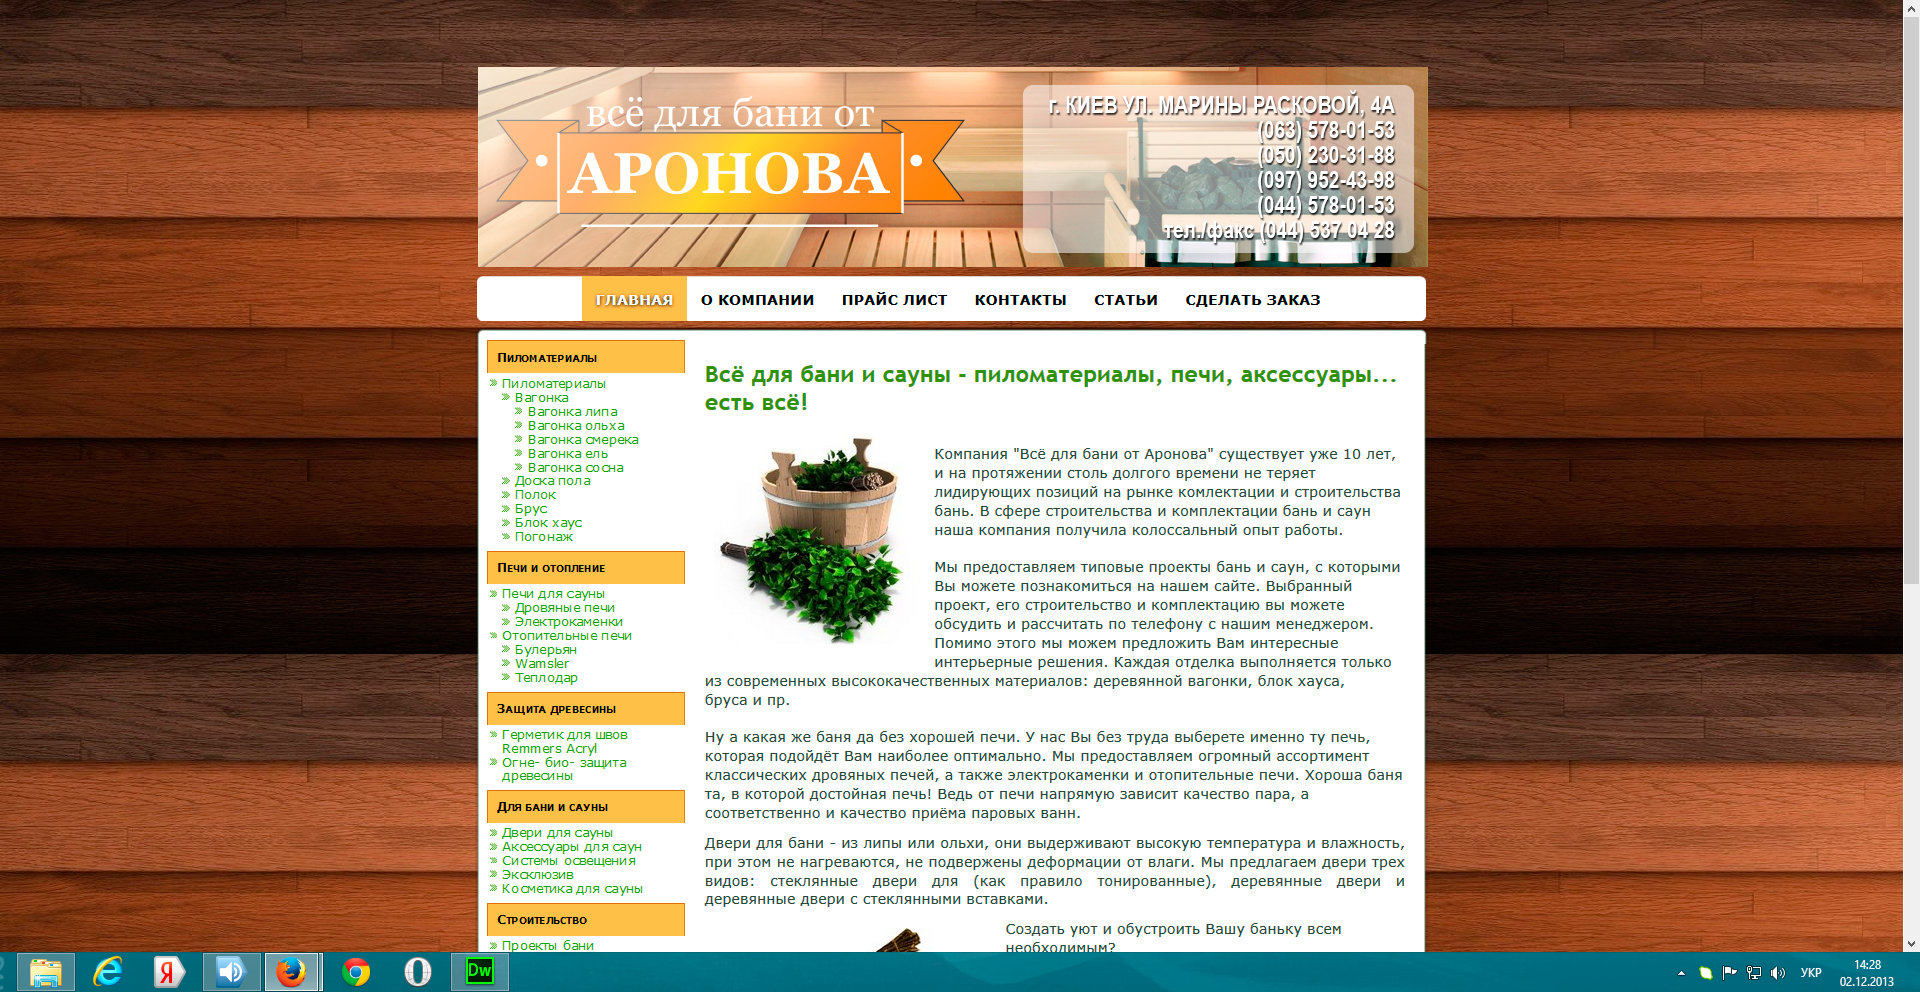 всё для бани от
АРОНОВА
г. КИЕВ УЛ. МАРИНЫ РАСКОВОЙ, 4А
(063) 578-01-53
(050) 230-31-88
(097) 952-43-98
(044) 578-01-53
тел./факс (044) 537 04 28
ГЛАВНАЯ О КОМПАНИИ ПРАЙС ЛИСТ КОНТАКТЫ СТАТЬИ СДЕЛАТЬ ЗАКАЗ
Пиломатериалы
Пиломатериалы
Вагонка
Вагонка липа
Вагонка ольха
Вагонка смерека
Вагонка ель
Вагонка сосна
Доска пола
Полок
Брус
Блок хаус
Погонаж
Печи и отопление
Печи для сауны
Дровяные печи
Электрокаменки
Отопительные печи
Булерьян
Wamsler
Теплодар
Защита древесины
Герметик для швов
Remmers Acryl
Огне- био- защита
древесины
Для бани и сауны
Двери для сауны
Аксессуары для саун
Системы освещения
Эксклюзив
Косметика для сауны
Строительство
Проекты бани
Всё для бани и сауны - пиломатериалы, печи, аксессуары...
есть всё!
Компания "Всё для бани от Аронова" существует уже 10 лет,
и на протяжении столь долгого времени не теряет
лидирующих позиций на рынке комлектации и строительства
бань. В сфере строительства и комплектации бань и саун
наша компания получила колоссальный опыт работы.
Мы предоставляем типовые проекты бань и саун, с которыми
Вы можете познакомиться на нашем сайте. Выбранный
проект, его строительство и комплектацию вы можете
обсудить и рассчитать по телефону с нашим менеджером.
Помимо этого мы можем предложить Вам интересные
интерьерные решения. Каждая отделка выполняется только
из современных высококачественных материалов: деревянной вагонки, блок хауса,
бруса и пр.
Ну а какая же баня да без хорошей печи. У нас Вы без труда выберете именно ту печь,
которая подойдёт Вам наиболее оптимально. Мы предоставляем огромный ассортимент
классических дровяных печей, а также электрокаменки и отопительные печи. Хороша баня
та, в которой достойная печь! Ведь от печи напрямую зависит качество пара, а
соответственно и качество приёма паровых ванн.
Двери для бани - из липы или ольхи, они выдерживают высокую температура и влажность,
при этом не нагреваются, не подвержены деформации от влаги. Мы предлагаем двери трех
видов: стеклянные двери для (как правило тонированные), деревянные двери и
деревянные двери с стеклянными вставками.
Создать уют и обустроить Вашу баньку всем
необходимым?
Я
Dw
УКР
14:28
02.12.2013